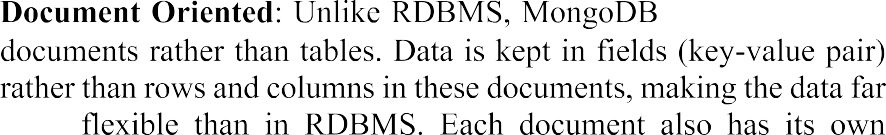 Document Oriented: Unlike RDBMS, MongoDB
documents rather than tables. Data is kept in fields (key-value pair)
rather than rows and columns in these documents, making the data far
flexible than in RDBMS. Each document also has its own